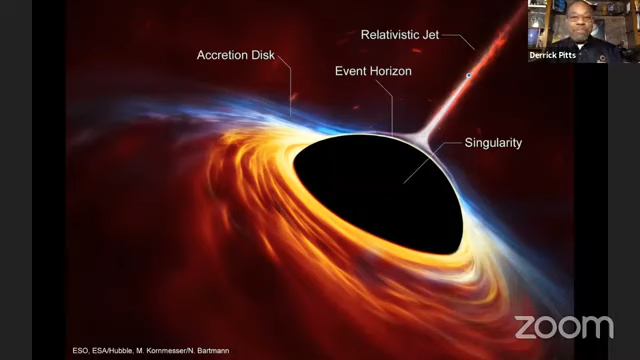 Derrick Pitts
Relativistic Jet
Accretion Disk
Event Horizon
Singularity
zoom
ESO, ESA/Hubble, M. Kornmesser/N. Bartmann